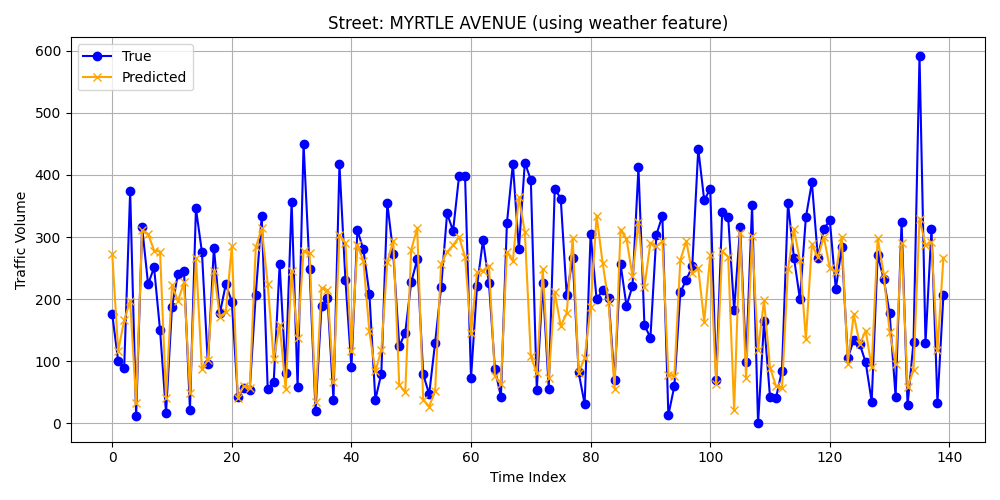 Street: MYRTLE AVENUE (using weather feature)
True
Predicted
Traffic Volume
600
500
400
300
200
100
0
0 20 40 60 80 100 120 140
Time Index